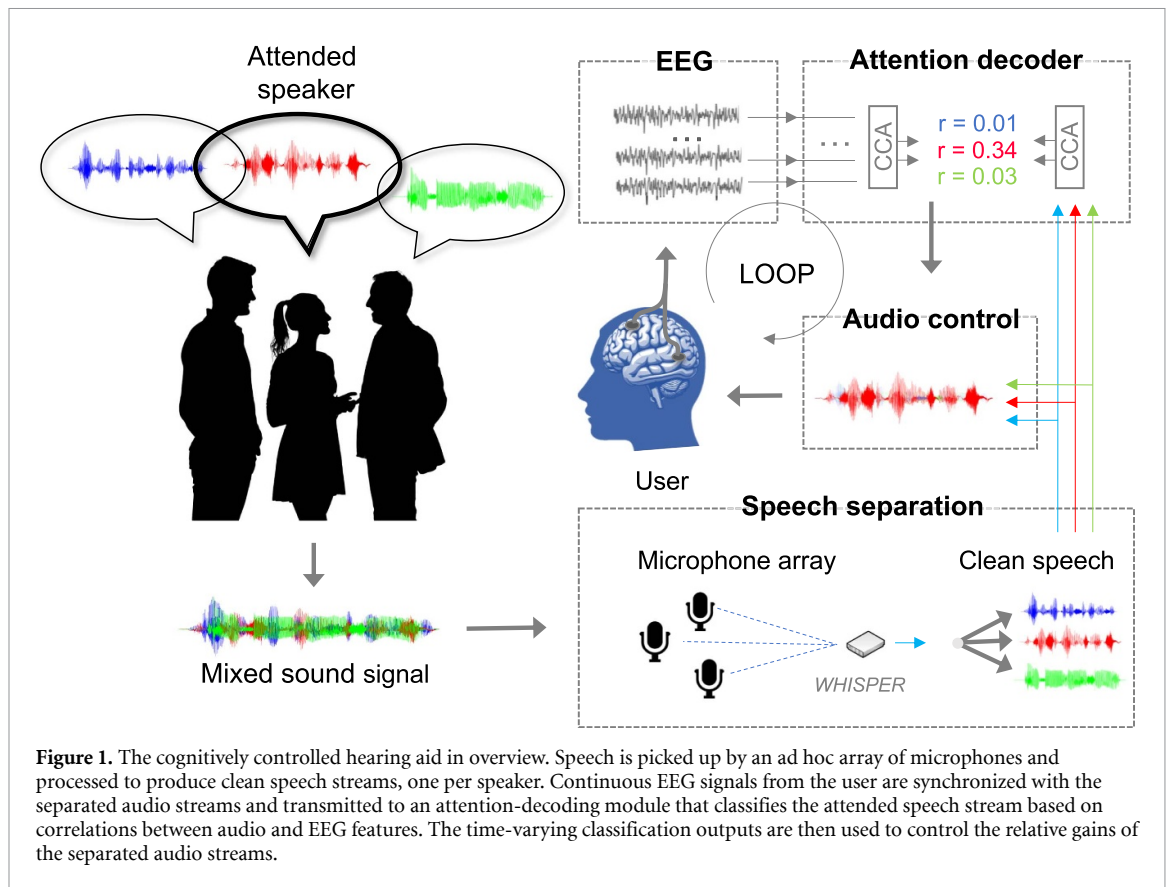 Attended
speaker
EEG
Attention decoder
CCA
r = 0.01
r = 0.34
r = 0.03
CCA
LOOP
Audio control
User
Speech separation
Microphone array
Clean speech
WHISPER
Mixed sound signal
Figure 1. The cognitively controlled hearing aid in overview. Speech is picked up by an ad hoc array of microphones and
processed to produce clean speech streams, one per speaker. Continuous EEG signals from the user are synchronized with the
separated audio streams and transmitted to an attention-decoding module that classifies the attended speech stream based on
correlations between audio and EEG features. The time-varying classification outputs are then used to control the relative gains of
the separated audio streams.